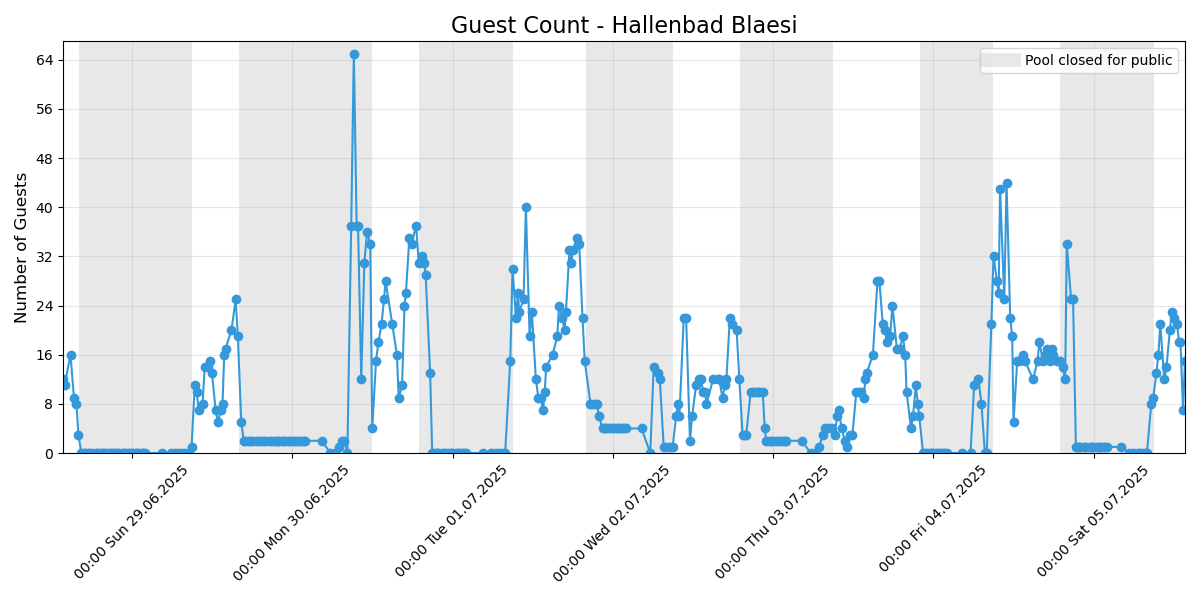 Guest Count - Hallenbad Blaesi
Pool closed for public
Number of Guests
64
56
48
40
32
24
16
8
0
00:00 Sun 29.06.2025
00:00 Mon 30.06.2025
00:00 Tue 01.07.2025
00:00 Wed 02.07.2025
00:00 Thu 03.07.2025
00:00 Fri 04.07.2025
00:00 Sat 05.07.2025